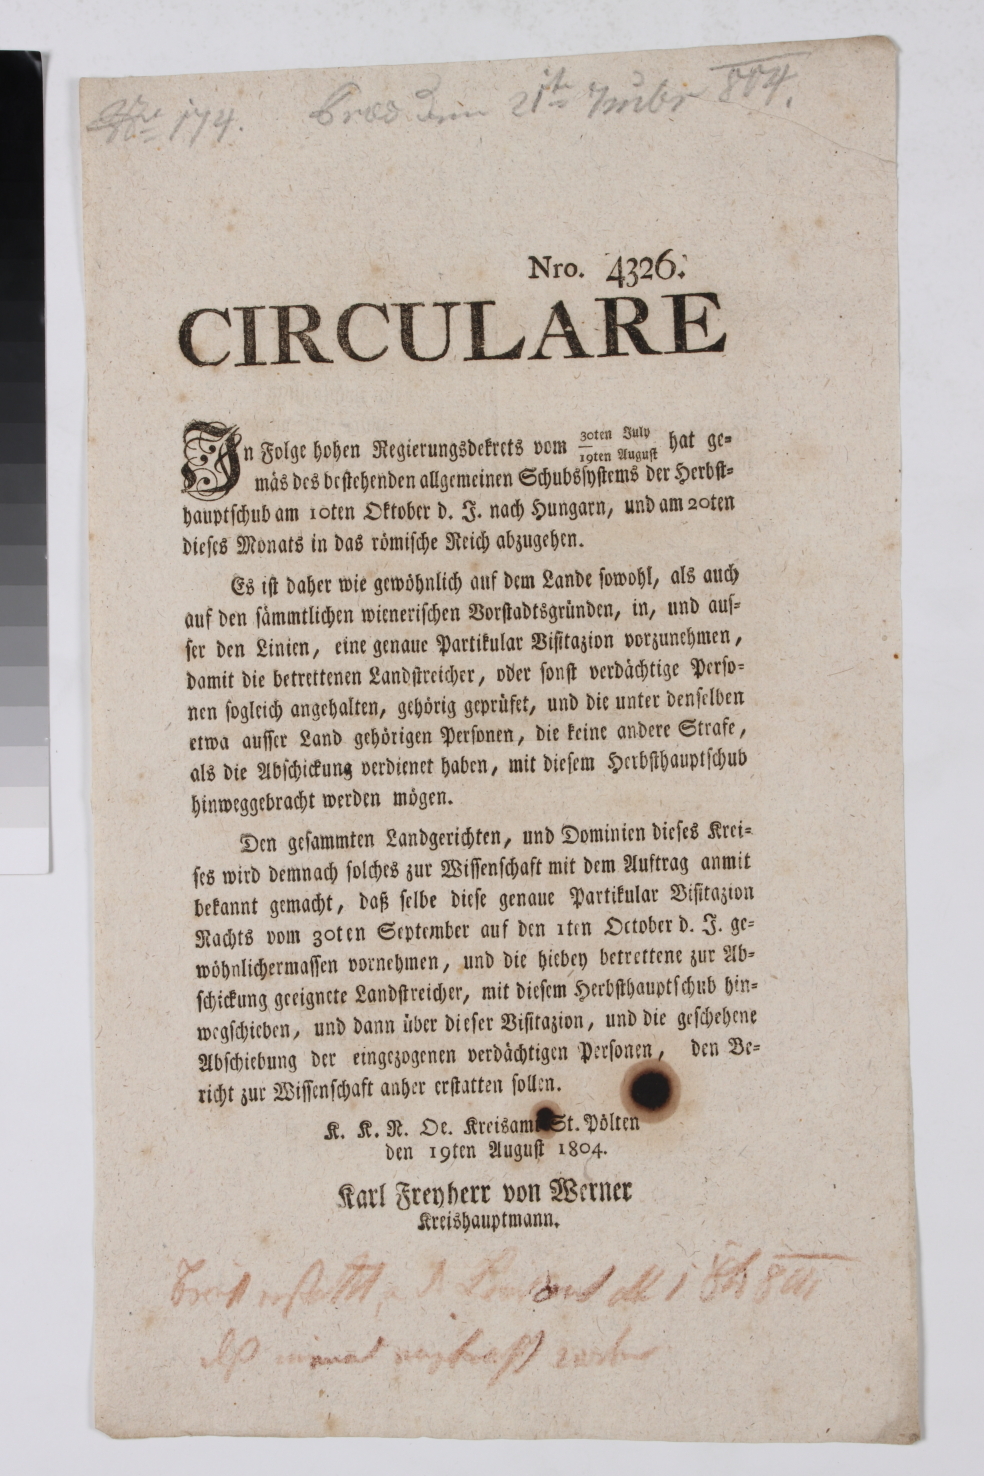 Nro 174.
21te 7mbr 804.
Nro. 4326.
CIRCULARE
In Folge hohen Regierungsdekrets vom 30ten July / 19ten August hat ge-
mäs des bestehenden allgemeinen Schubssystems der Herbst-
hauptschub am 10ten Oktober d. J. nach Hungarn, und am 20ten
dieses Monats in das römische Reich abzugehen.
Es ist daher wie gewöhnlich auf dem Lande sowohl, als auch
auf den sämmtlichen wienerischen Vorstadtsgründen, in, und aus-
ser den Linien, eine genaue Partikular Visitazion vorzunehmen,
damit die betrettenen Landstreicher, oder sonst verdächtige Perso-
nen sogleich angehalten, gehörig geprüfet, und die unter denselben
etwa ausser Land gehörigen Personen, die keine andere Strafe,
als die Abschickung verdienet haben, mit diesem Herbsthauptschub
hinweggebracht werden mögen.
Den gesammten Landgerichten, und Dominien dieses Krei-
ses wird demnach solches zur Wissenschaft mit dem Auftrag anmit
bekannt gemacht, daß selbe diese genaue Partikular Visitazion
Nachts vom 30ten September auf den 1ten October d. J. ge-
wöhnlichermassen vornehmen, und die hiebey betrettene zur Ab-
schickung geeignete Landstreicher, mit diesem Herbsthauptschub hin-
wegschieben, und dann über dieser Visitazion, und die geschehene
Abschiebung der eingezogenen verdächtigen Personen, den Be-
richt zur Wissenschaft anher erstatten sollen.
K. K. N. Oe. Kreisamt St. Pölten
den 19ten August 1804.
Karl Freyherr von Werner
Kreishauptmann.